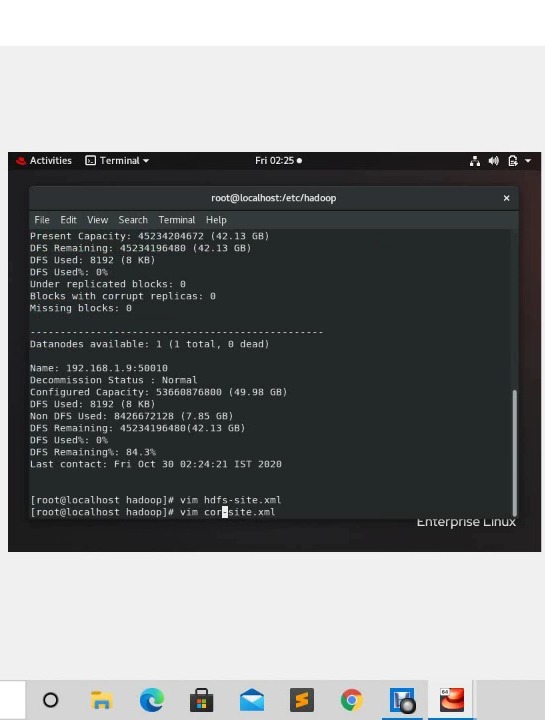 Activities Terminal Fri 02:25
root@localhost:/etc/hadoop ×
File Edit View Search Terminal Help
Present Capacity: 45234204672 (42.13 GB)
DFS Remaining: 45234196480 (42.13 GB)
DFS Used: 8192 (8 KB)
DFS Used%: 0%
Under replicated blocks: 0
Blocks with corrupt replicas: 0
Missing blocks: 0
-------------------------------------------------
Datanodes available: 1 (1 total, 0 dead)
Name: 192.168.1.9:50010
Decommission Status : Normal
Configured Capacity: 53660876800 (49.98 GB)
DFS Used: 8192 (8 KB)
Non DFS Used: 8426672128 (7.85 GB)
DFS Remaining: 45234196480(42.13 GB)
DFS Used%: 0%
DFS Remaining%: 84.3%
Last contact: Fri Oct 30 02:24:21 IST 2020
[root@localhost hadoop]# vim hdfs-site.xml
[root@localhost hadoop]# vim cor-site.xml
Enterprise Linux
64